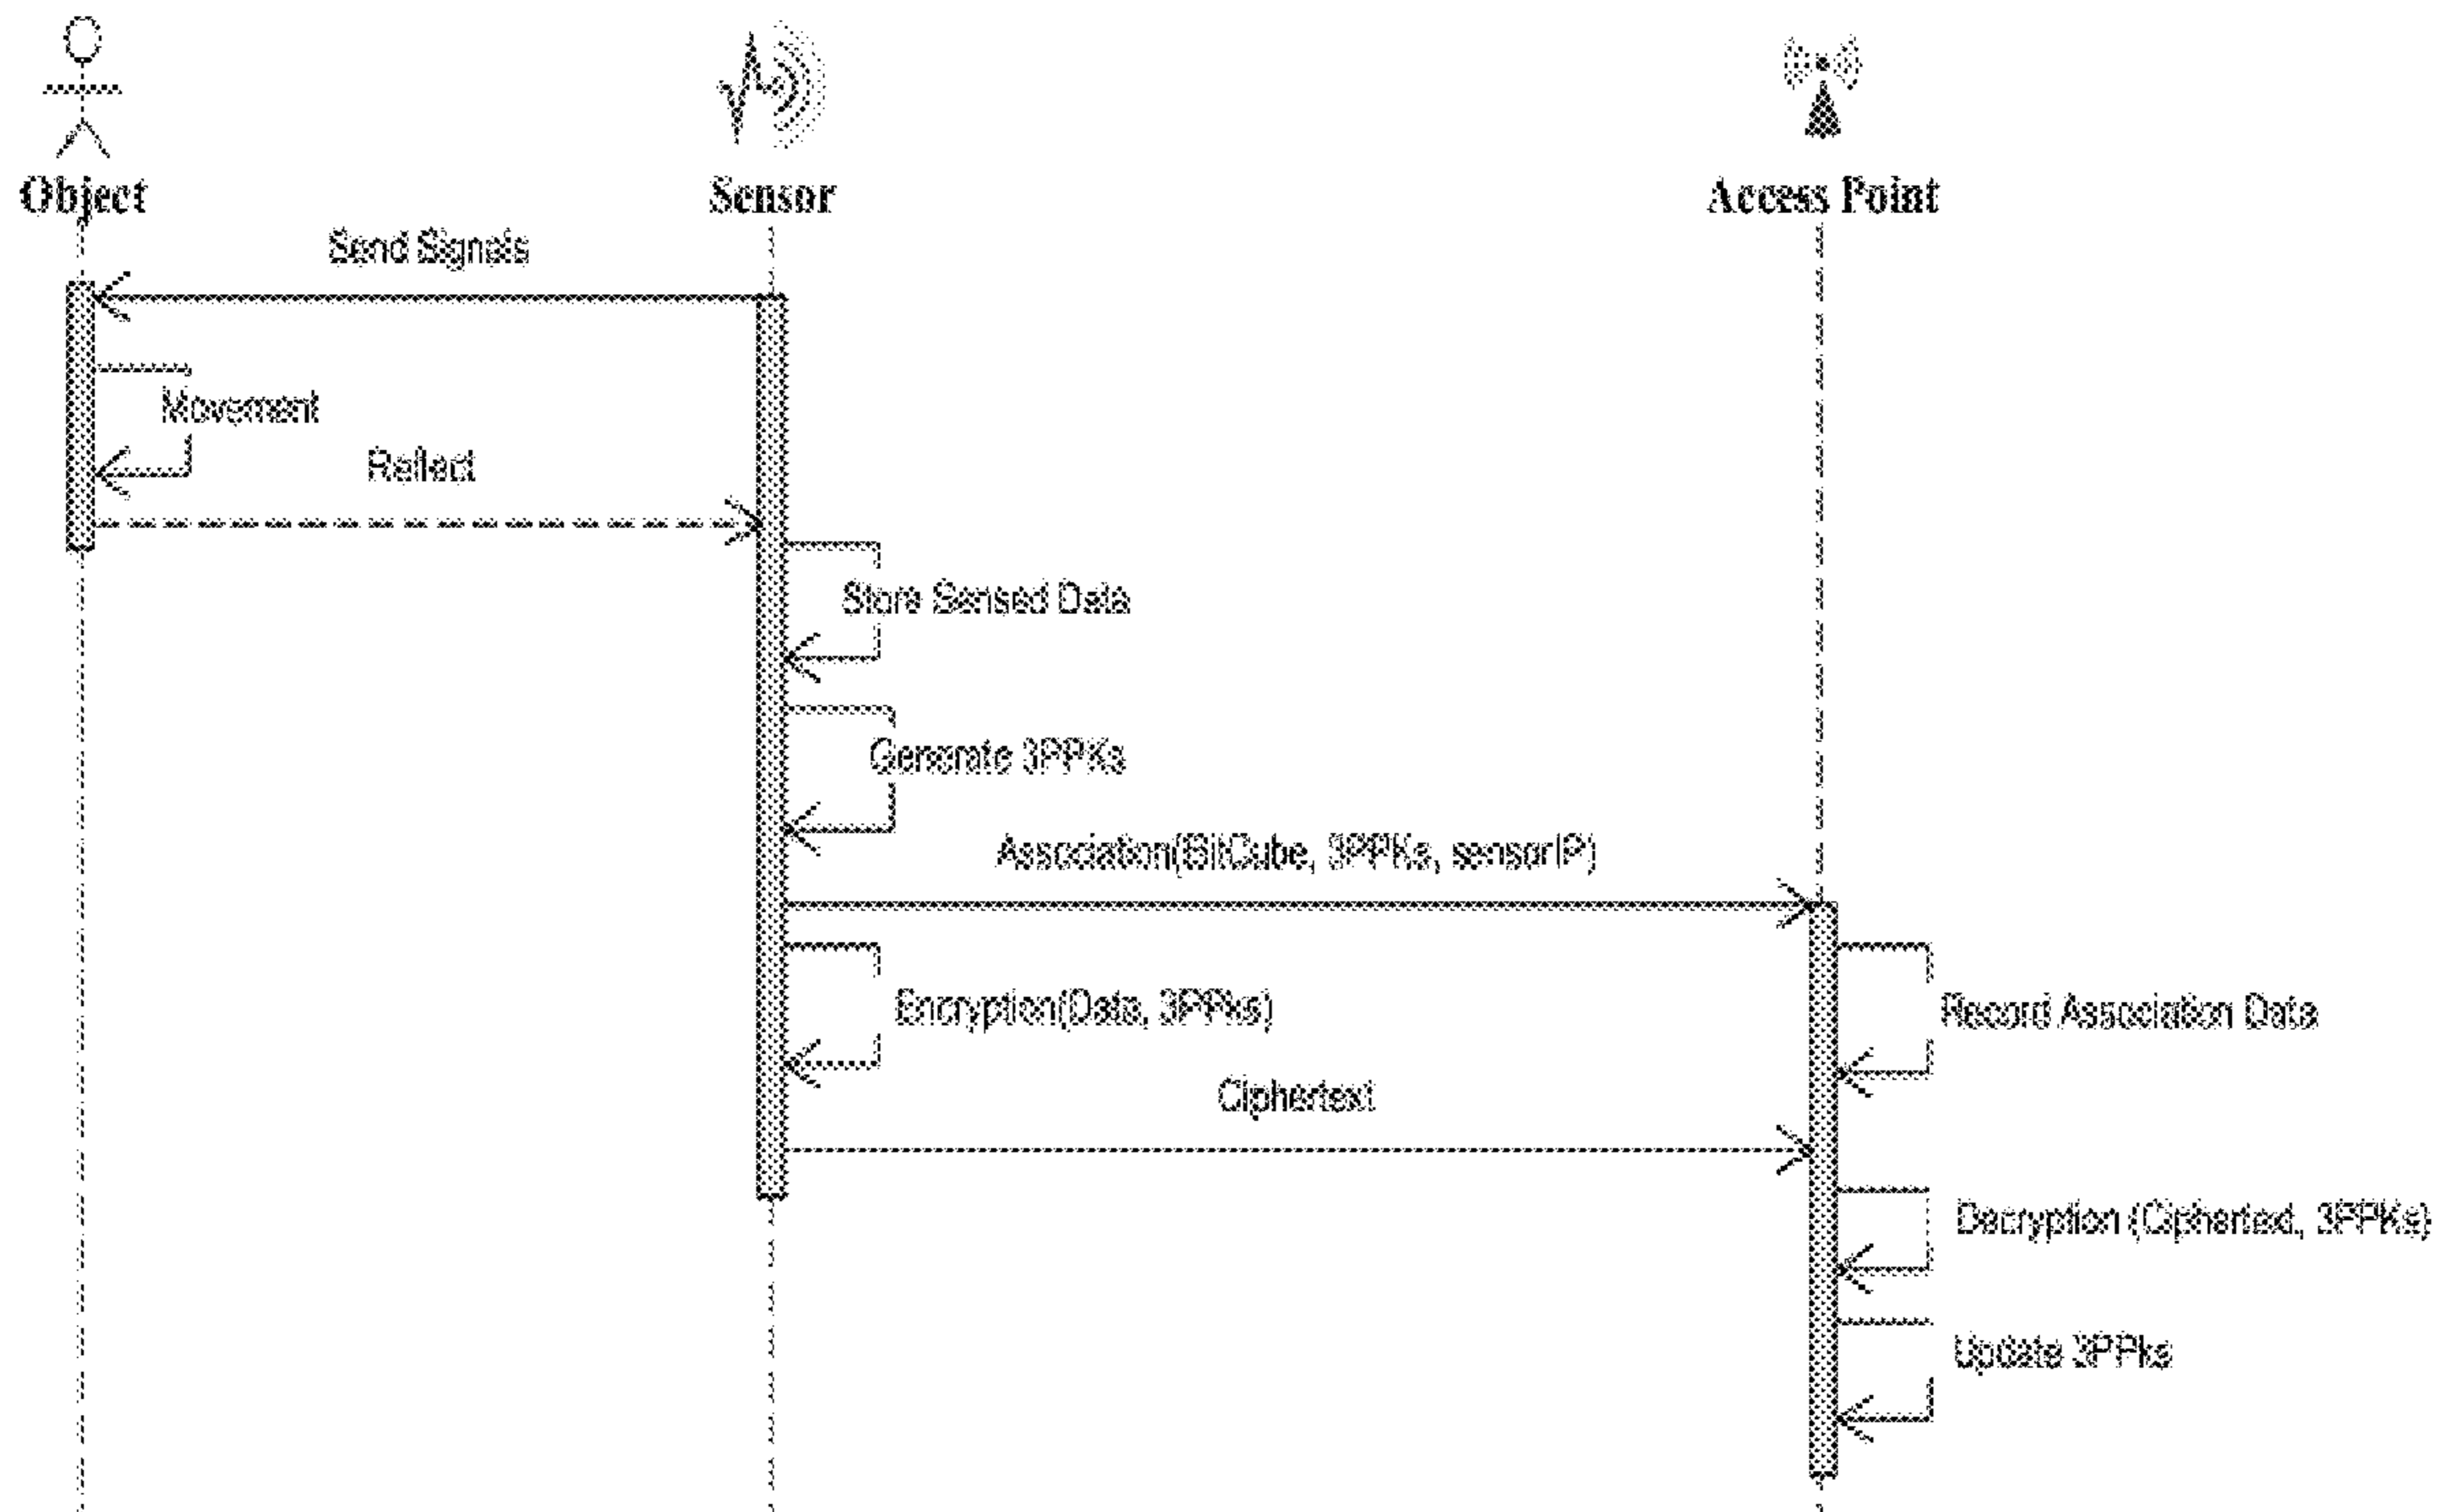 Object
Sensor
Access Point
Send Signals
Movement
Reflect
Store Sensed Data
Generate 3PPKs
Association(BitCube, 3PPKs, sensorIP)
Encryption(Data, 3PPks)
Record Association Data
Ciphertext
Decryption (Ciphertext, 3PPKs)
Update 3PPks